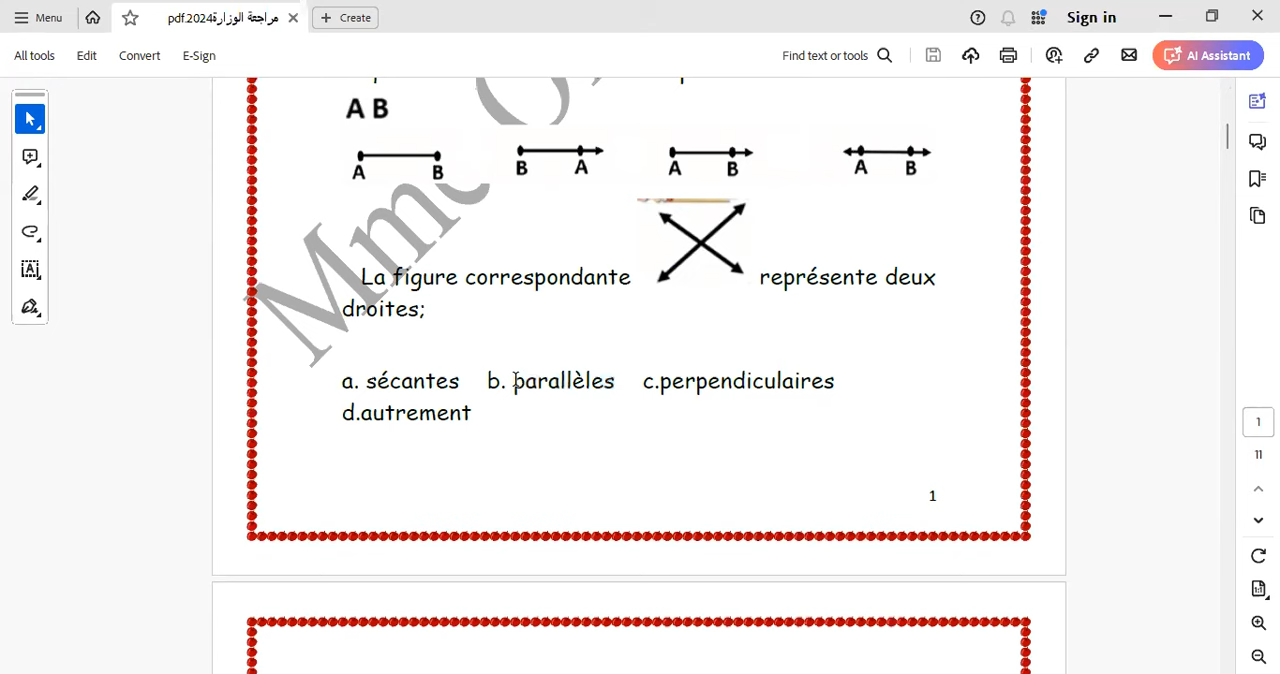 Menu
مراجعة الوزارة2024.pdf
Create
Sign in
All tools
Edit
Convert
E-Sign
Find text or tools
AI Assistant
A B
A B
B A
A B
A B
La figure correspondante représente deux
droites;
a. sécantes b. parallèles c.perpendiculaires
d.autrement
1
1
11